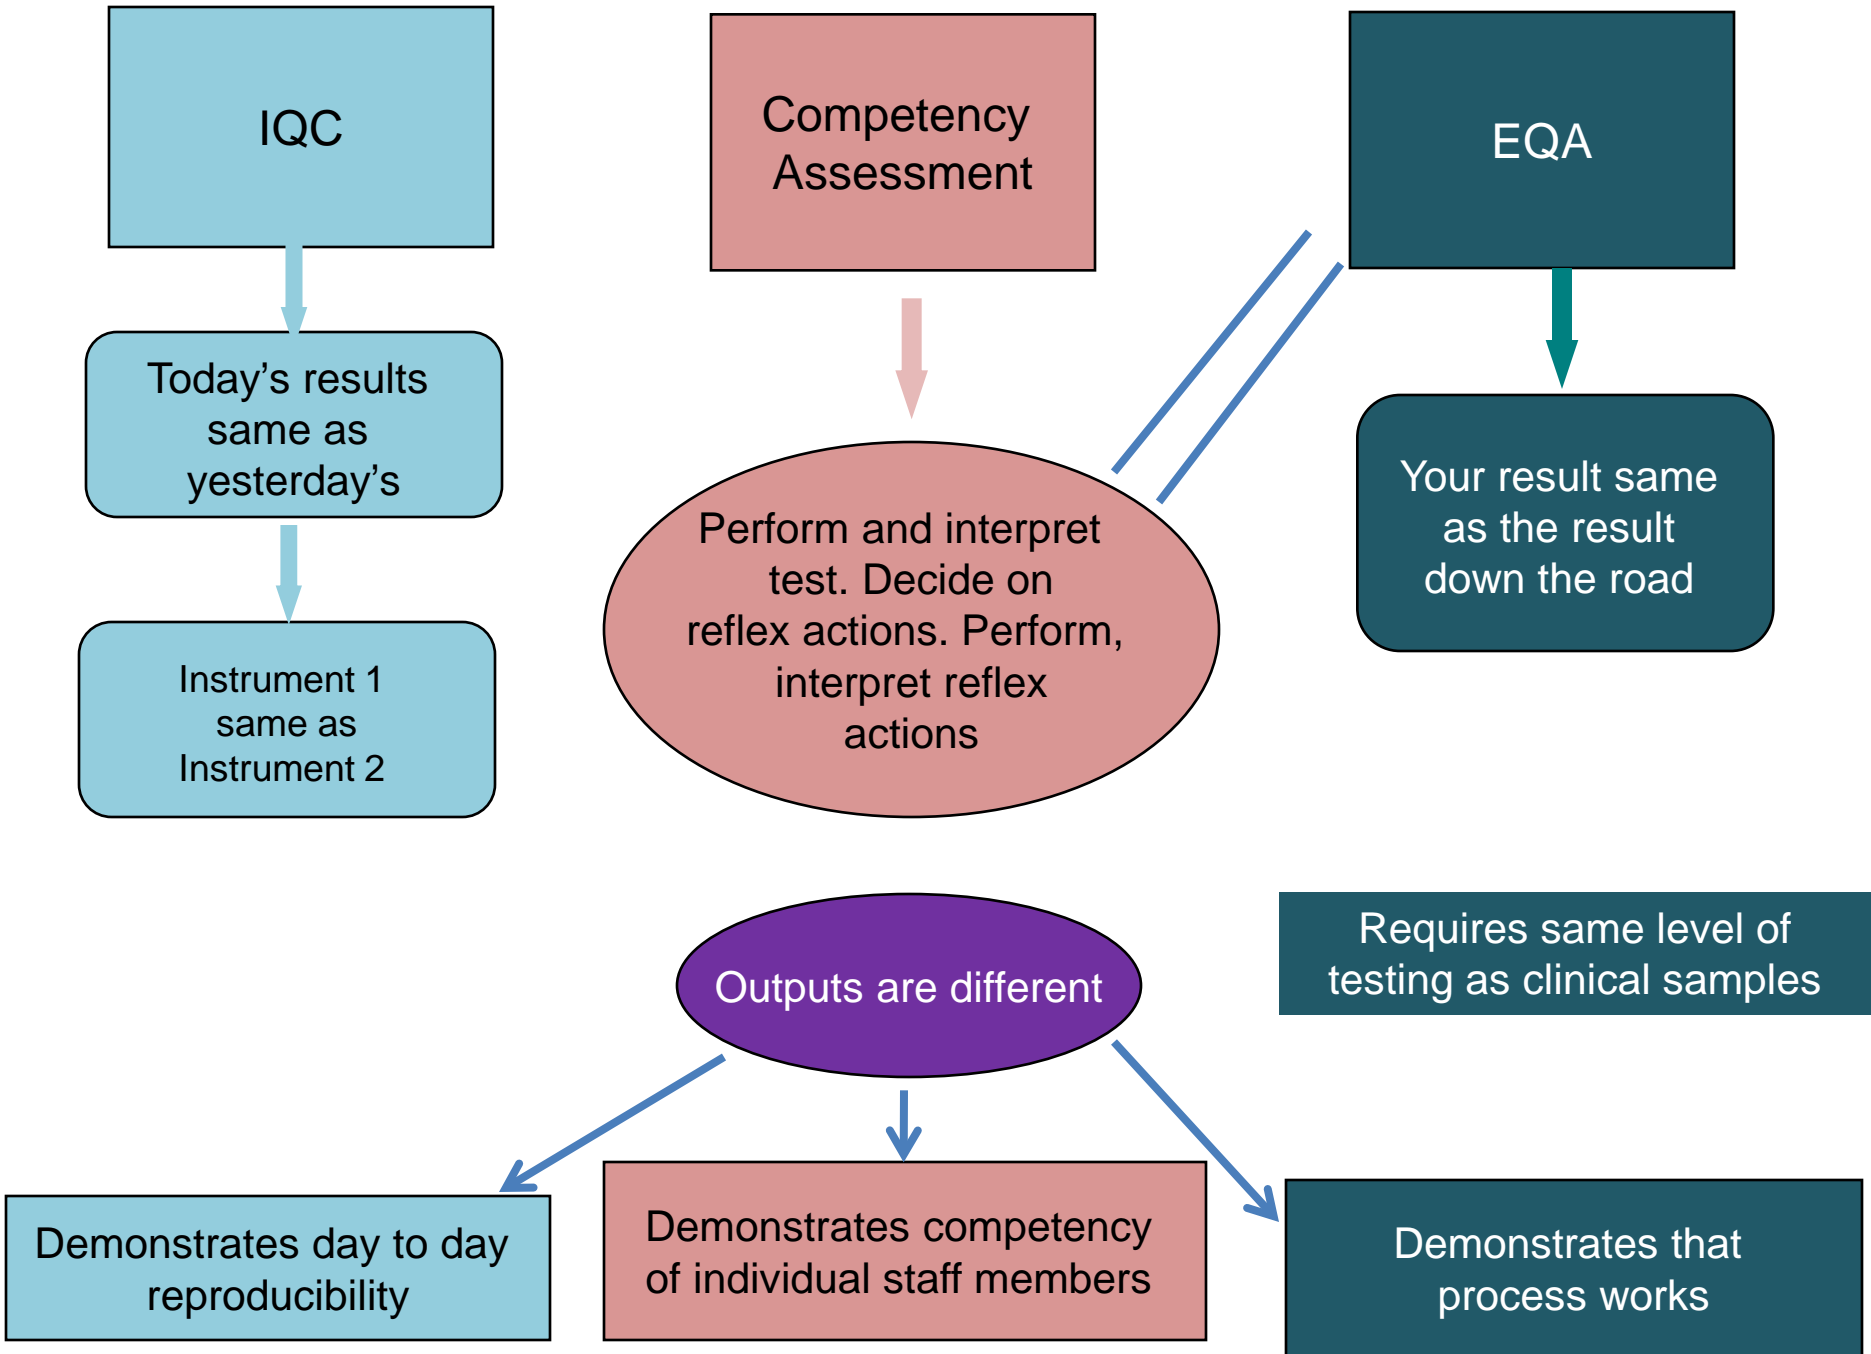 IQC
Competency
Assessment
EQA
Today’s results
same as
yesterday’s
Instrument 1
same as
Instrument 2
Perform and interpret
test. Decide on
reflex actions. Perform,
interpret reflex
actions
Your result same
as the result
down the road
Outputs are different
Requires same level of
testing as clinical samples
Demonstrates day to day
reproducibility
Demonstrates competency
of individual staff members
Demonstrates that
process works